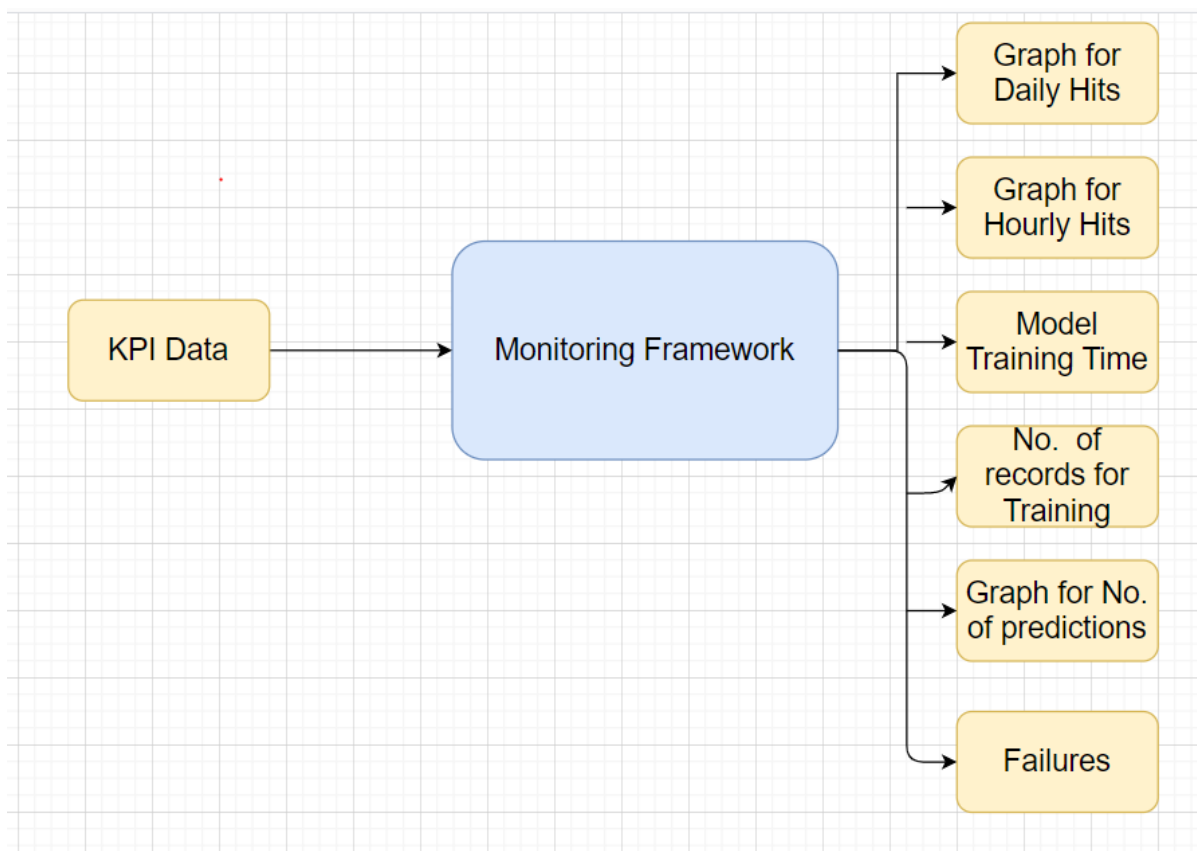 Graph for
Daily Hits
Graph for
Hourly Hits
KPI Data
Monitoring Framework
Model
Training Time
No. of
records for
Training
Graph for No.
of predictions
Failures